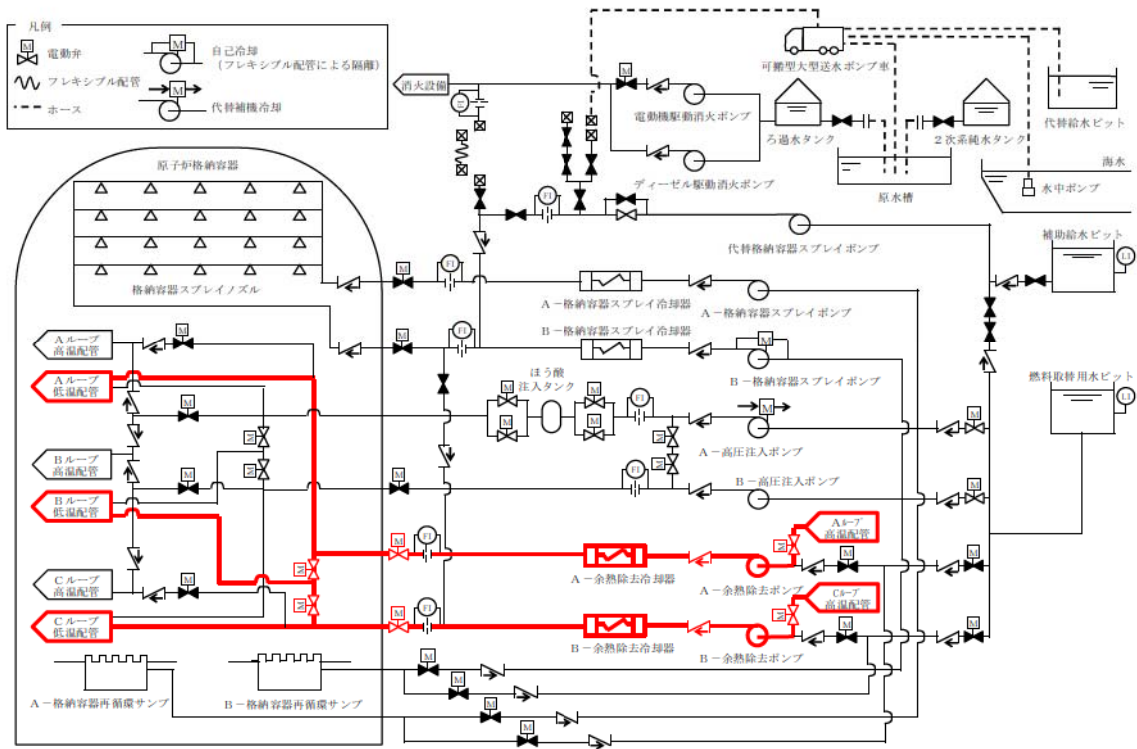 凡例
M
電動弁
フレキシブル配管
ホース
M
自己冷却
(フレキシブル配管による隔離)
M
代替補機冷却
消火設備
FI
M
電動機駆動消火ポンプ
ディーゼル駆動消火ポンプ
可搬型大型送水ポンプ車
ろ過水タンク
2次系純水タンク
原水槽
代替給水ピット
海水
水中ポンプ
FI
代替格納容器スプレイポンプ
補助給水ピット
LI
原子炉格納容器
格納容器スプレイノズル
M
FI
A-格納容器スプレイ冷却器
A-格納容器スプレイポンプ
M
FI
B-格納容器スプレイ冷却器
M
B-格納容器スプレイポンプ
燃料取替用水ピット
LI
Aループ
高温配管
M
Aループ
低温配管
M
ほう酸
注入タンク
M
M
M
M
FI
M
A-高圧注入ポンプ
M
M
M
M
M
Bループ
高温配管
M
M
FI
B-高圧注入ポンプ
M
Bループ
低温配管
M
FI
A-余熱除去冷却器
A-余熱除去ポンプ
Aループ
高温配管
M
M
M
M
M
Cループ
高温配管
M
Cループ
低温配管
M
FI
B-余熱除去冷却器
B-余熱除去ポンプ
Cループ
高温配管
M
M
M
A-格納容器再循環サンプ
B-格納容器再循環サンプ
M
M
M
M